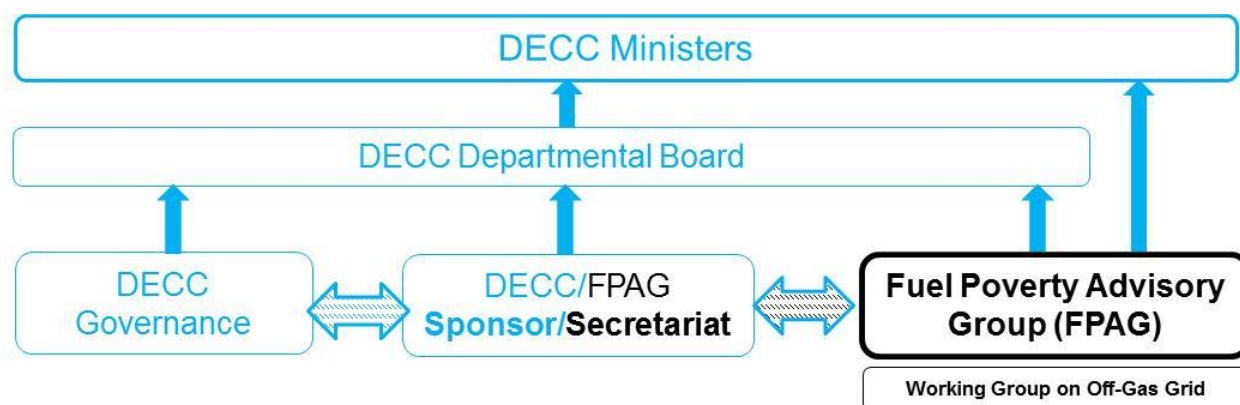 DECC Ministers
DECC Departmental Board
DECC
Governance
DECC/FPAG
Sponsor/Secretariat
Fuel Poverty Advisory
Group (FPAG)
Working Group on Off-Gas Grid